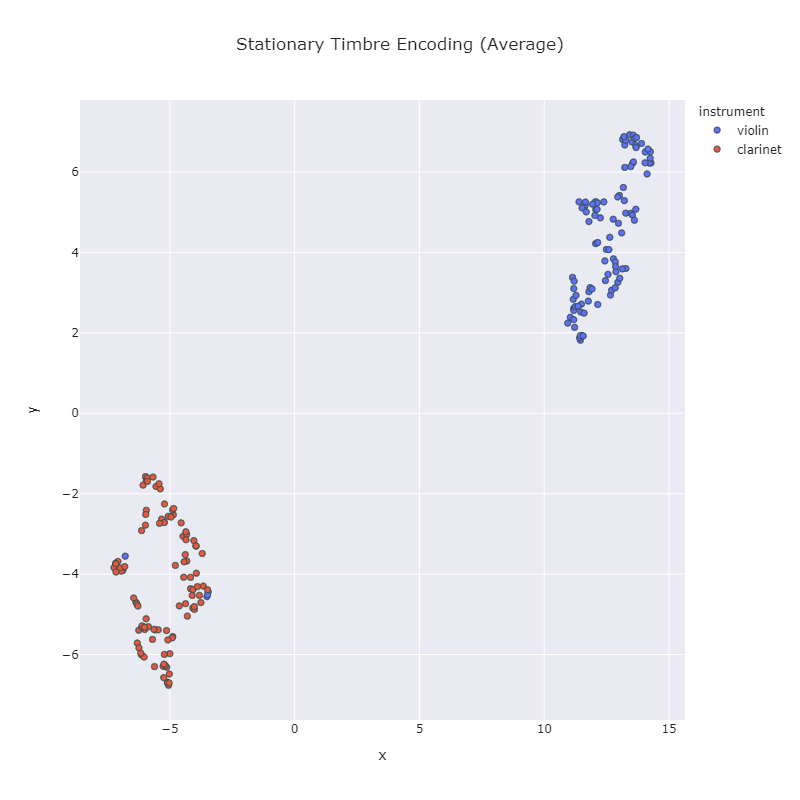 Stationary Timbre Encoding (Average)
instrument
violin
clarinet
6
4
2
0
−2
−4
−6
y
−5
0
5
10
15
x